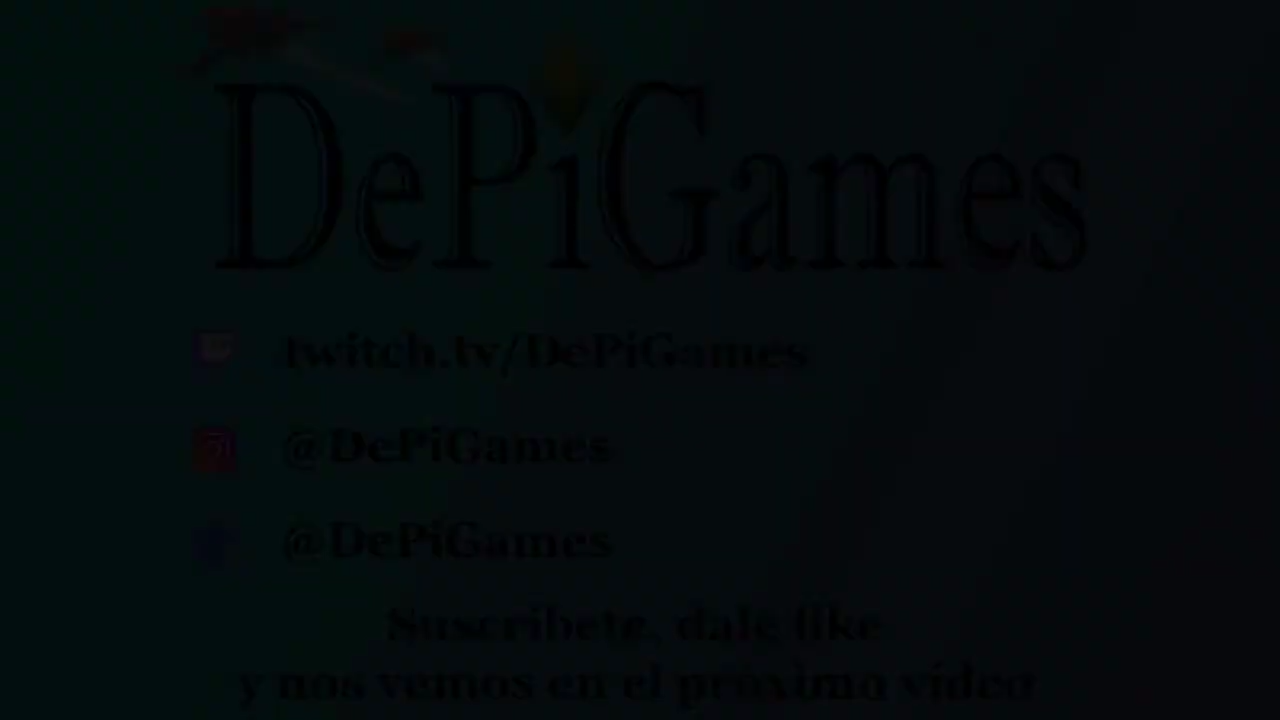 DePiGames
twitch.tv/DePiGames
@DePiGames
@DePiGames
Suscribete, dale like
y nos vemos en el proximo video